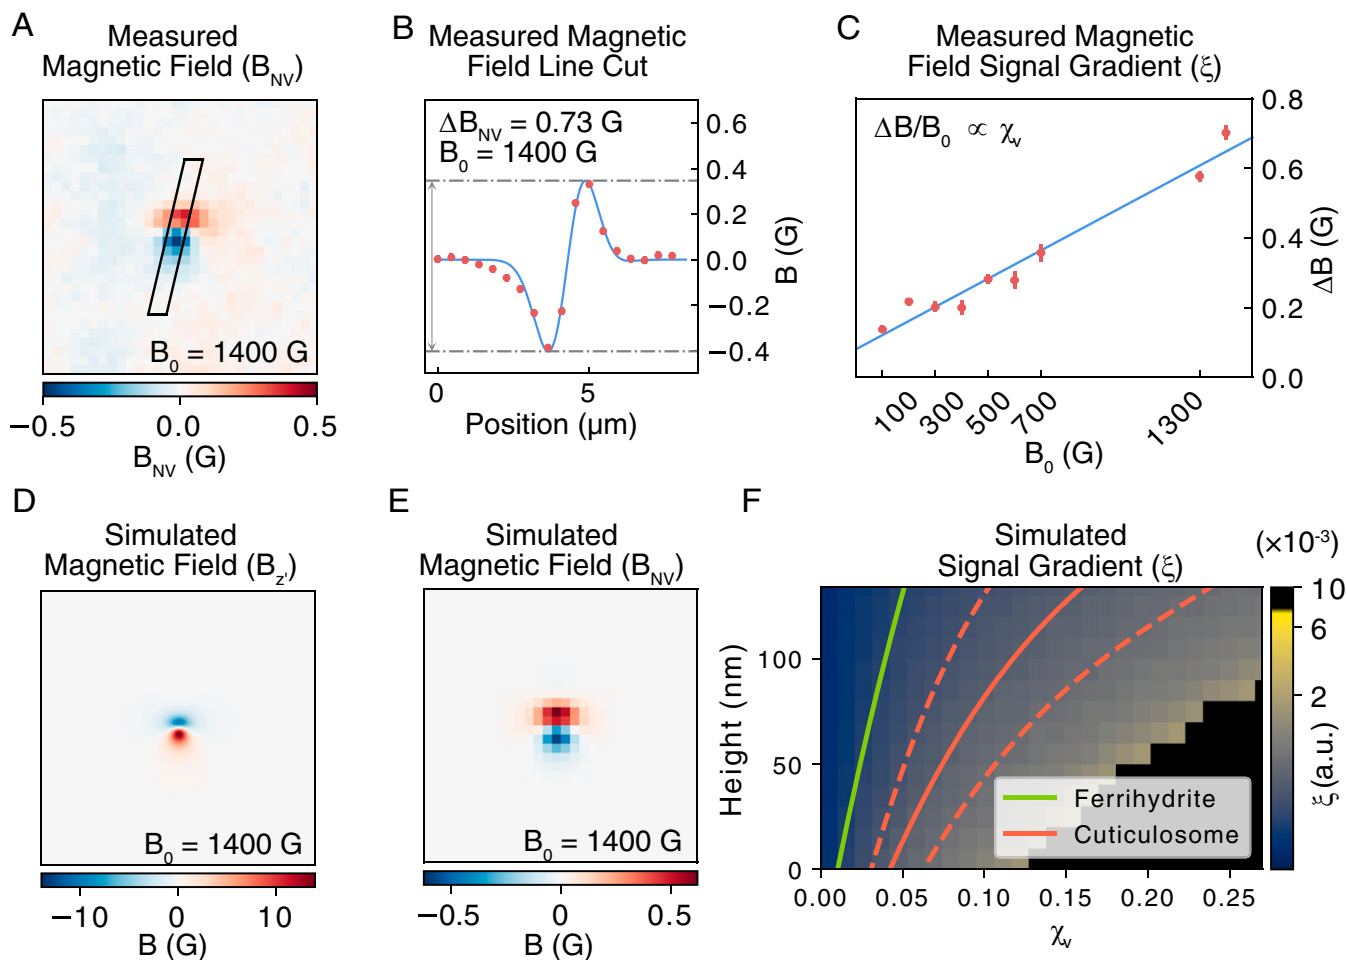 A
Measured
Magnetic Field (B_NV)
B_0 = 1400 G
−0.5
0.0
0.5
B_NV (G)
B
Measured Magnetic
Field Line Cut
ΔB_NV = 0.73 G
B_0 = 1400 G
0.6
0.4
0.2
0.0
−0.2
−0.4
B (G)
0
5
Position (μm)
C
Measured Magnetic
Field Signal Gradient (ξ)
ΔB/B_0 ∝ χ_v
0.8
0.6
0.4
0.2
0.0
ΔB (G)
100
300
500
700
1300
B_0 (G)
D
Simulated
Magnetic Field (B_z')
B_0 = 1400 G
−10
0
10
B (G)
E
Simulated
Magnetic Field (B_NV)
B_0 = 1400 G
−0.5
0.0
0.5
B (G)
F
Simulated
Signal Gradient (ξ)
(×10^-3)
10
6
2
ξ (a.u.)
Height (nm)
100
50
0
Ferrihydrite
Cuticulosome
0.00
0.05
0.10
0.15
0.20
0.25
χ_v